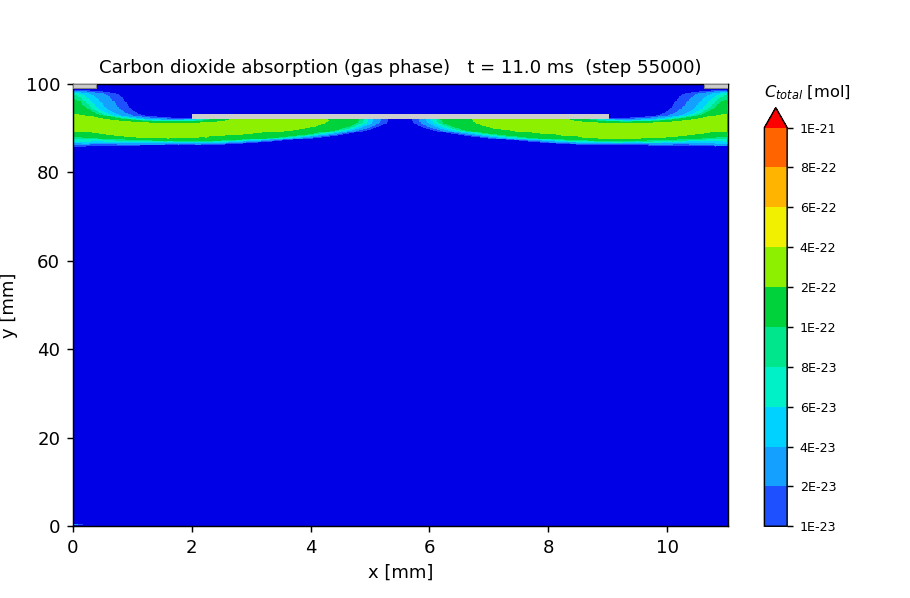 Carbon dioxide absorption (gas phase)   t = 11.0 ms  (step 55000)
C_total [mol]
1E-21
8E-22
6E-22
4E-22
2E-22
1E-22
8E-23
6E-23
4E-23
2E-23
1E-23
y [mm]
100
80
60
40
20
0
0 2 4 6 8 10
x [mm]